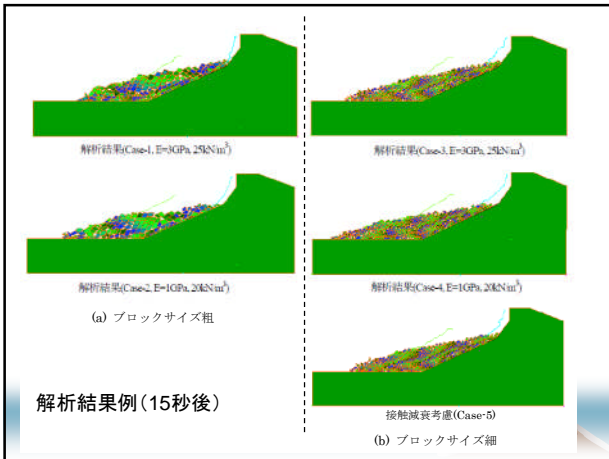 解析結果(Case-1, E=3GPa, 25kN/m³)
解析結果(Case-2, E=1GPa, 20kN/m³)
(a) ブロックサイズ粗
解析結果(Case-3, E=3GPa, 25kN/m³)
解析結果(Case-4, E=1GPa, 20kN/m³)
接触減衰考慮(Case-5)
(b) ブロックサイズ細
解析結果例(15秒後)